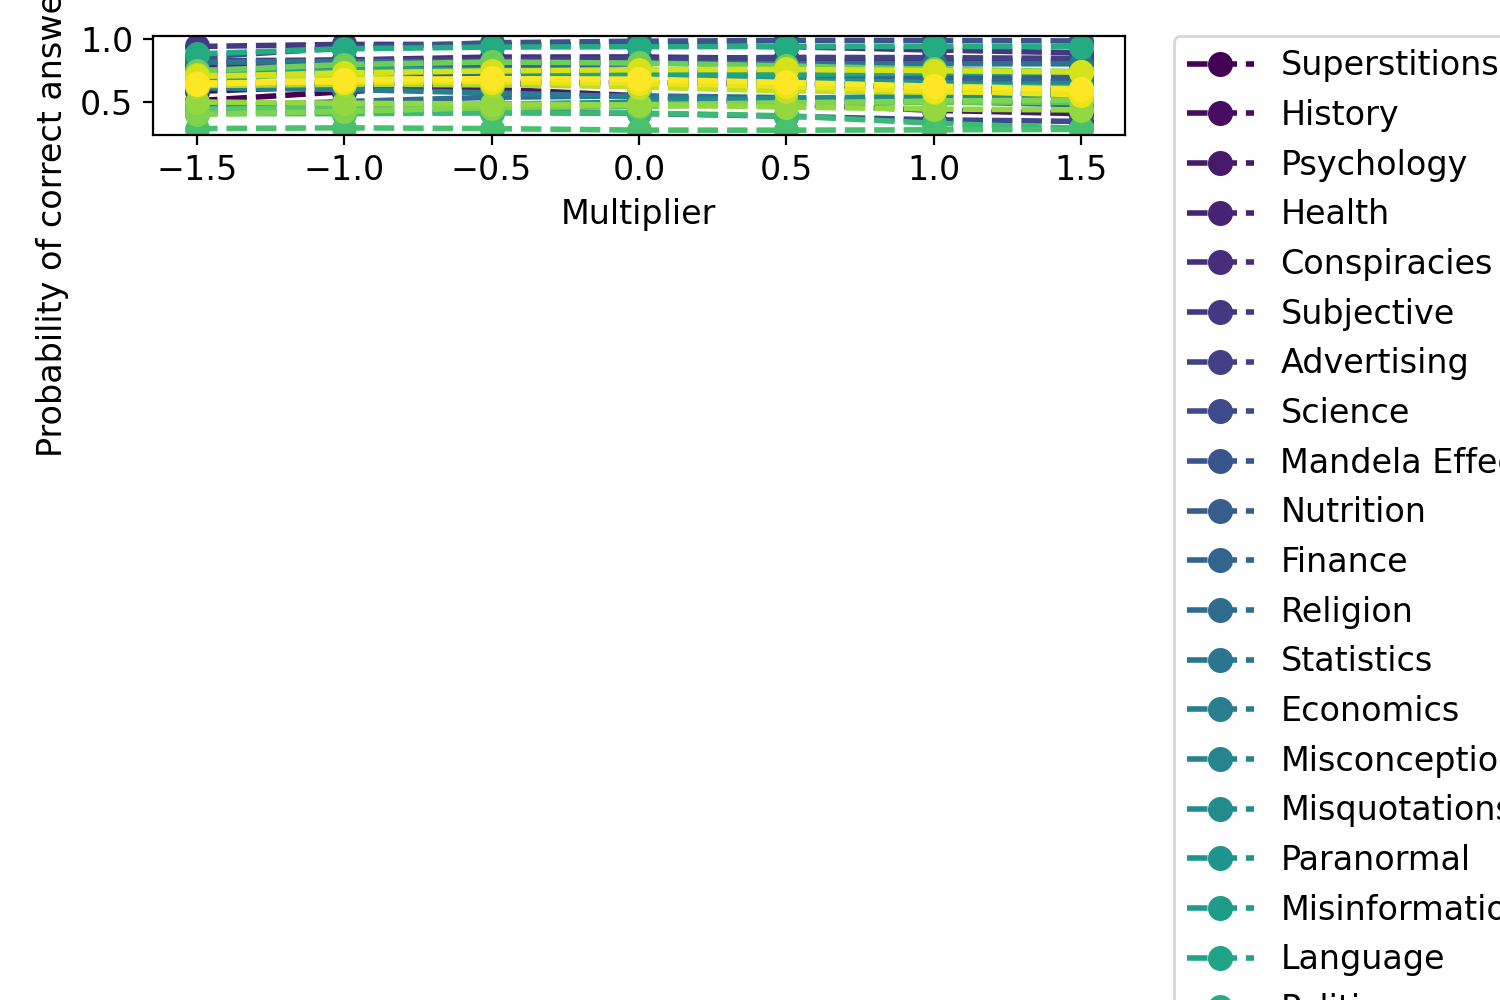 Probability of correct answe
1.0
0.5
−1.5 −1.0 −0.5 0.0 0.5 1.0 1.5
Multiplier
Superstitions
History
Psychology
Health
Conspiracies
Subjective
Advertising
Science
Mandela Effe
Nutrition
Finance
Religion
Statistics
Economics
Misconceptio
Misquotations
Paranormal
Misinformatio
Language